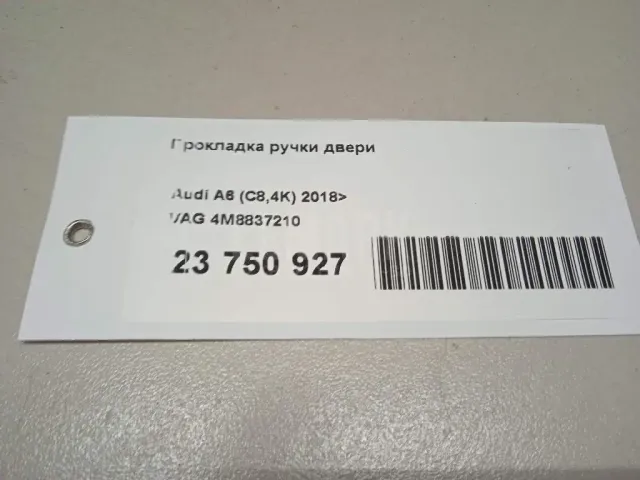 Прокладка ручки двери
Audi A6 (C8,4K) 2018>
VAG 4M8837210
23 750 927